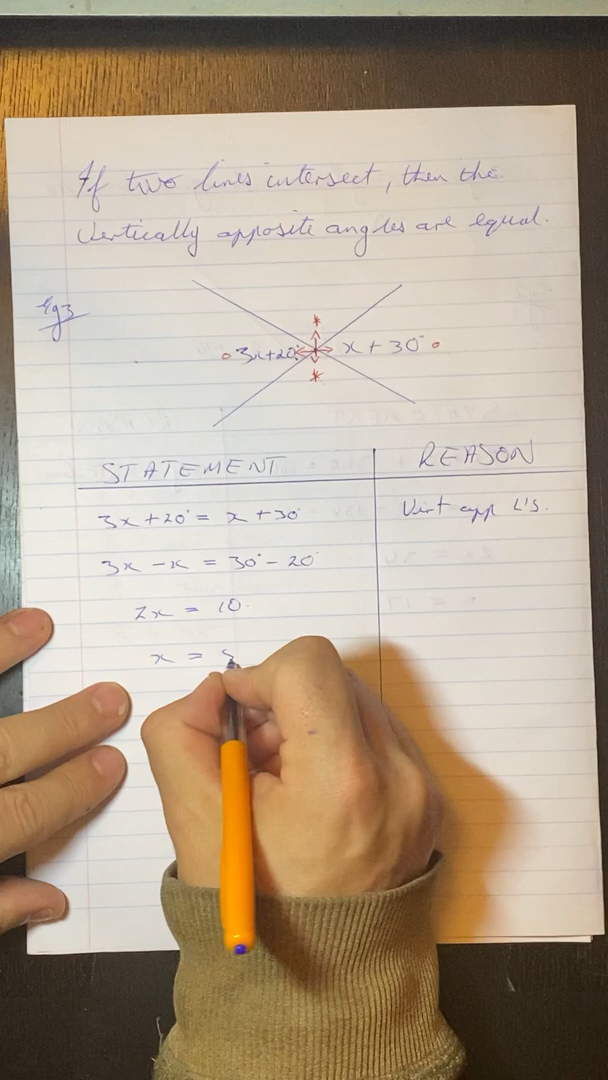 If two lines intersect, then the
vertically opposite angles are equal.
Eg3
*
o 3x+20° x + 30° o
*
STATEMENT REASON
3x+20° = x + 30° Vert opp L's.
3x - x = 30° - 20°
2x = 10.
x = 5